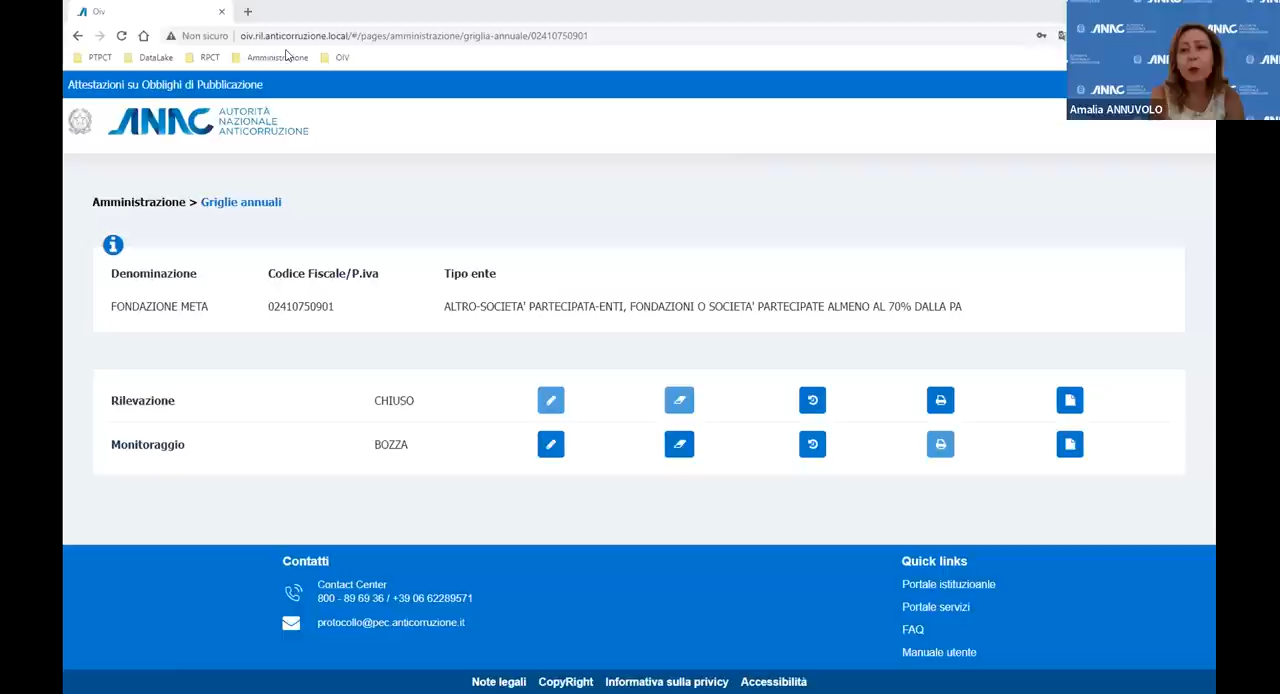 Oiv
Non sicuro | oiv.ril.anticorruzione.local/#/pages/amministrazione/griglia-annuale/02410750901
PTPCT DataLake RPCT Amministrazione OIV
Attestazioni su Obblighi di Pubblicazione
ANAC
AUTORITÀ
NAZIONALE
ANTICORRUZIONE
Amalia ANNUVOLO
Amministrazione > Griglie annuali
Denominazione Codice Fiscale/P.iva Tipo ente
FONDAZIONE META 02410750901 ALTRO-SOCIETA' PARTECIPATA-ENTI, FONDAZIONI O SOCIETA' PARTECIPATE ALMENO AL 70% DALLA PA
Rilevazione CHIUSO
Monitoraggio BOZZA
Contatti
Contact Center
800 - 89 69 36 / +39 06 62289571
protocollo@pec.anticorruzione.it
Quick links
Portale istituzioanle
Portale servizi
FAQ
Manuale utente
Note legali CopyRight Informativa sulla privacy Accessibilità